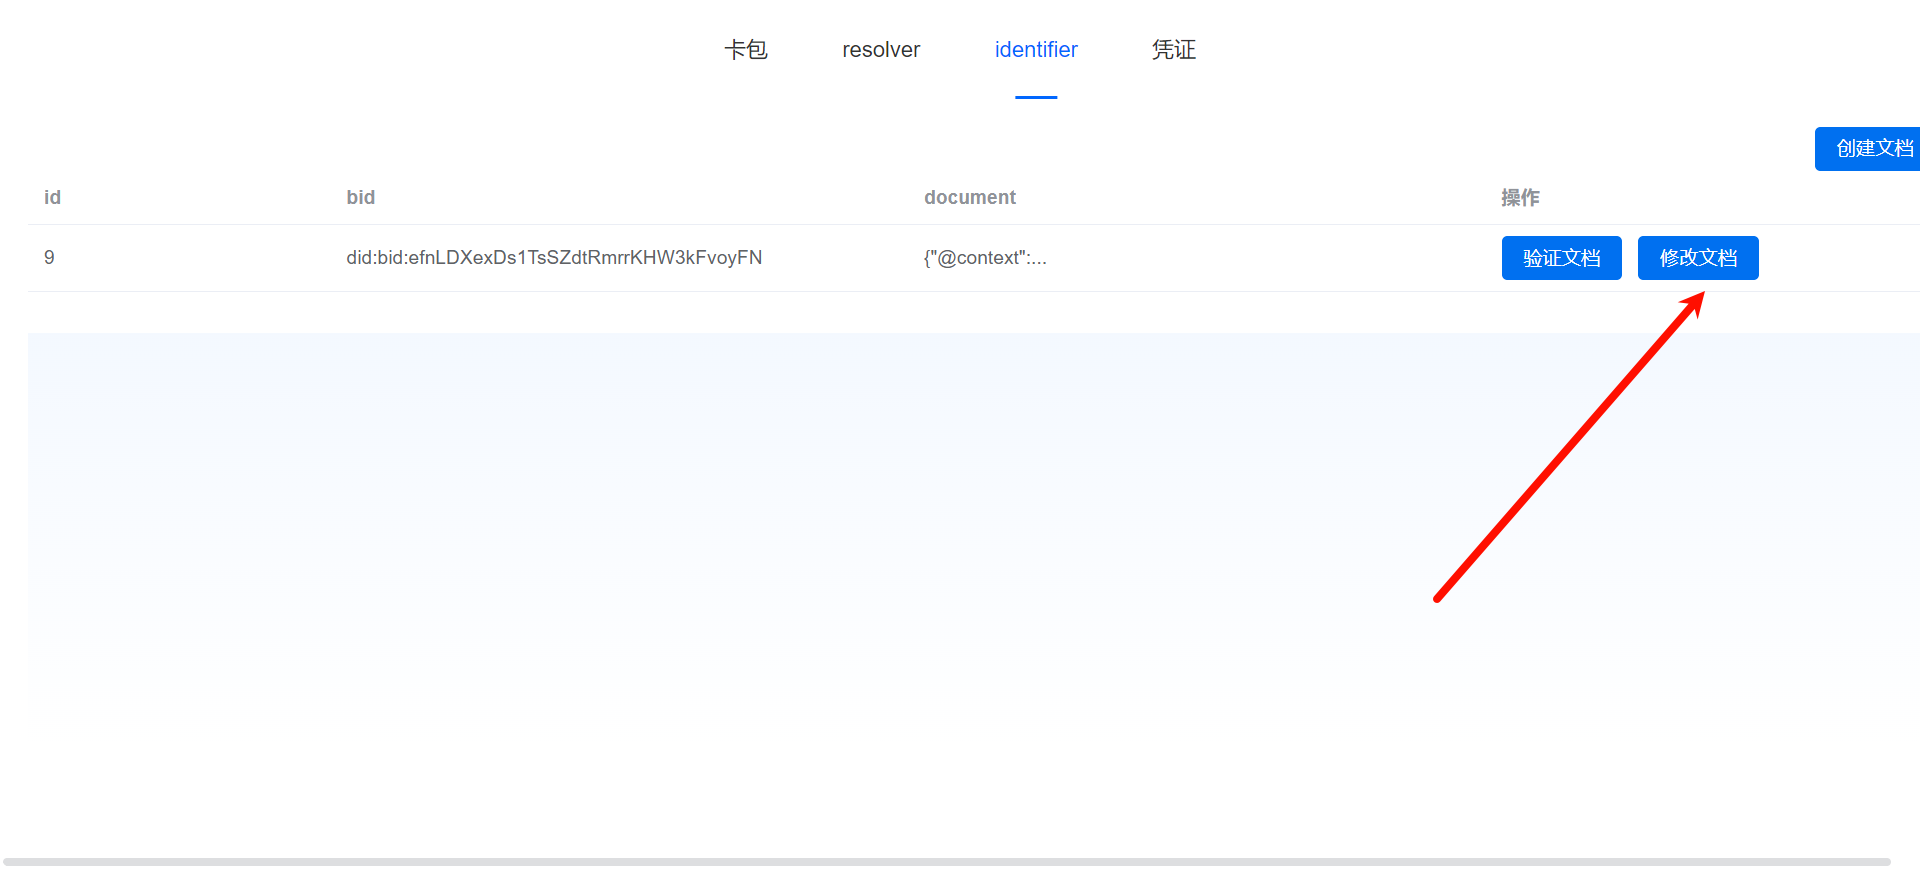 卡包 resolver identifier 凭证
创建文档
id bid document 操作
9 did:bid:efnLDXexDs1TsSZdtRmrrKHW3kFvoyFN {"@context":... 验证文档 修改文档